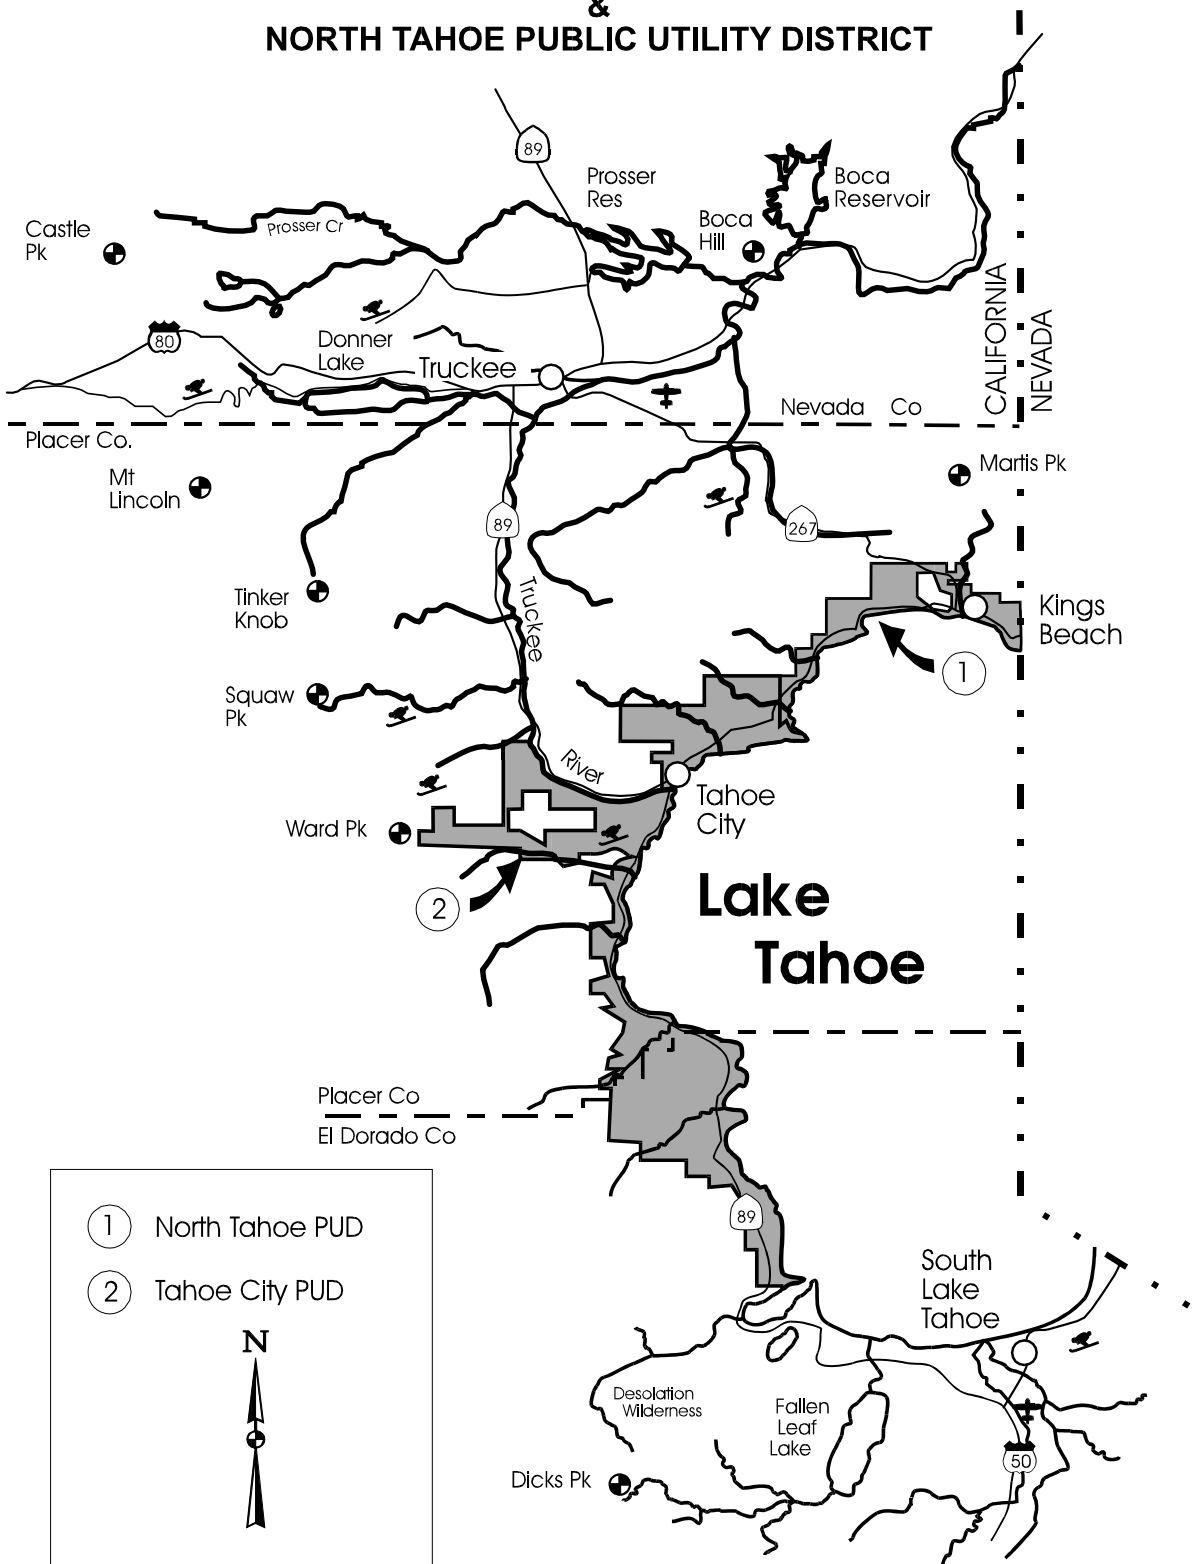 &
NORTH TAHOE PUBLIC UTILITY DISTRICT
89
Prosser
Res
Boca
Reservoir
Castle
Pk
Prosser Cr
Boca
Hill
CALIFORNIA
NEVADA
80
Donner
Lake
Truckee
Nevada Co
Placer Co.
Mt
Lincoln
Martis Pk
89
267
Tinker
Knob
Truckee
Kings
Beach
1
Squaw
Pk
River
Tahoe
City
Ward Pk
2
Lake
Tahoe
Placer Co
El Dorado Co
89
1 North Tahoe PUD
2 Tahoe City PUD
N
South
Lake
Tahoe
Desolation
Wilderness
Fallen
Leaf
Lake
50
Dicks Pk